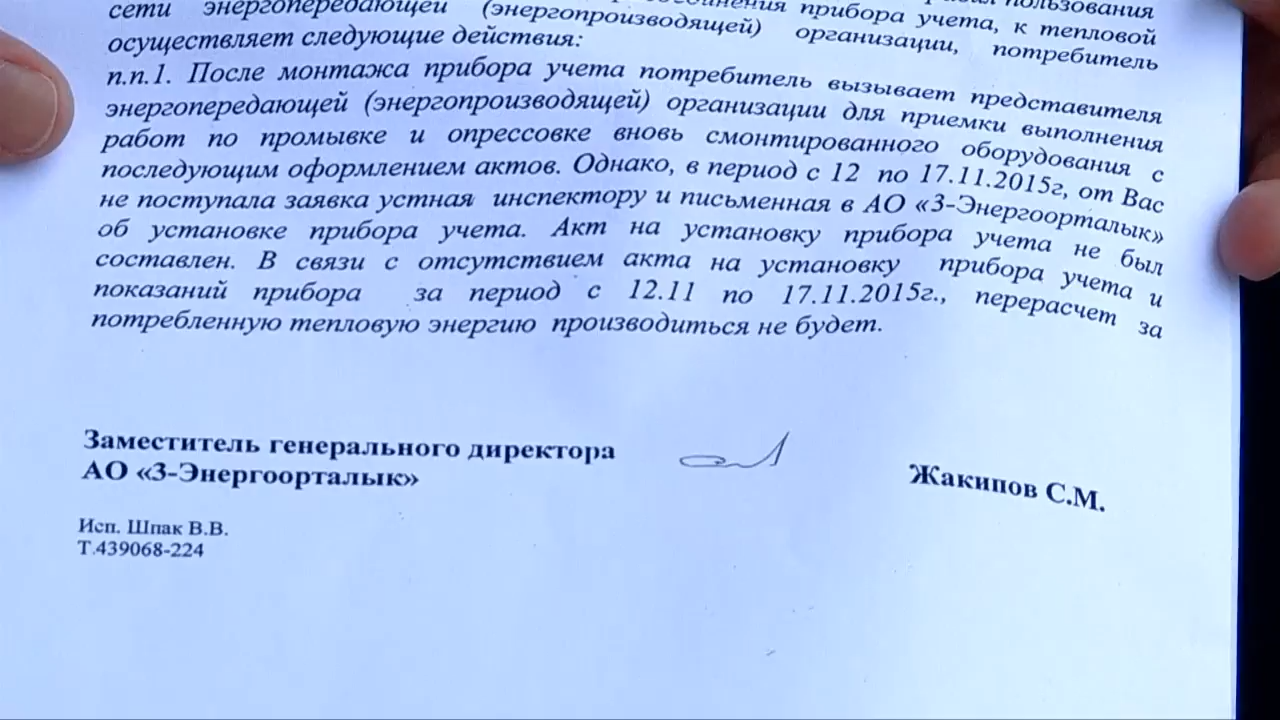 пользования
сети энергопередающей (энергопроизводящей) прибора учета, к тепловой организации, потребитель
осуществляет следующие действия:
п.п.1. После монтажа прибора учета потребитель вызывает представителя
энергопередающей (энергопроизводящей) организации для приемки выполнения
работ по промывке и опрессовке вновь смонтированного оборудования с
последующим оформлением актов. Однако, в период с 12 по 17.11.2015г, от Вас
не поступала заявка устная инспектору и письменная в АО «3-Энергоорталык»
об установке прибора учета. Акт на установку прибора учета не был
составлен. В связи с отсутствием акта на установку прибора учета и
показаний прибора за период с 12.11 по 17.11.2015г., перерасчет за
потребленную тепловую энергию производиться не будет.
Заместитель генерального директора
АО «3-Энергоорталык»
Жакипов С.М.
Исп. Шпак В.В.
Т.439068-224